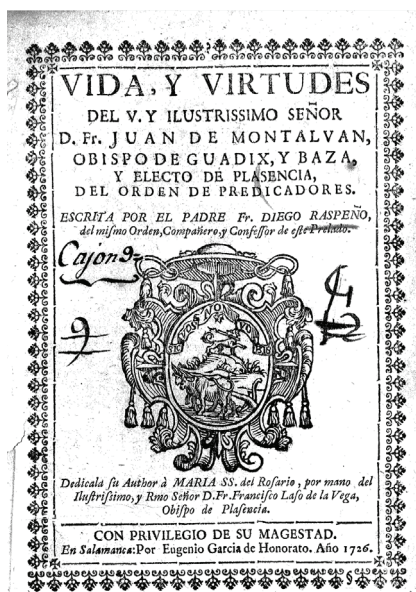 VIDA, Y VIRTUDES
DEL V. Y ILUSTRISSIMO SEÑOR
D. Fr. JUAN DE MONTALVAN,
OBISPO DE GUADIX, Y BAZA,
Y ELECTO DE PLASENCIA,
DEL ORDEN DE PREDICADORES.
ESCRITA POR EL PADRE Fr. DIEGO RASPEÑO,
del miſmo Orden, Compañero, y Confeſſor de eſte Prelado.
Cajon 9
9
12
Dedicala ſu Author à MARIA SS. del Roſario, por mano del
Iluſtriſsimo, y Rmo Señor D. Fr. Franciſco Laſo de la Vega,
Obiſpo de Plaſencia.
CON PRIVILEGIO DE SU MAGESTAD.
En Salamanca: Por Eugenio Garcia de Honorato. Año 1726.